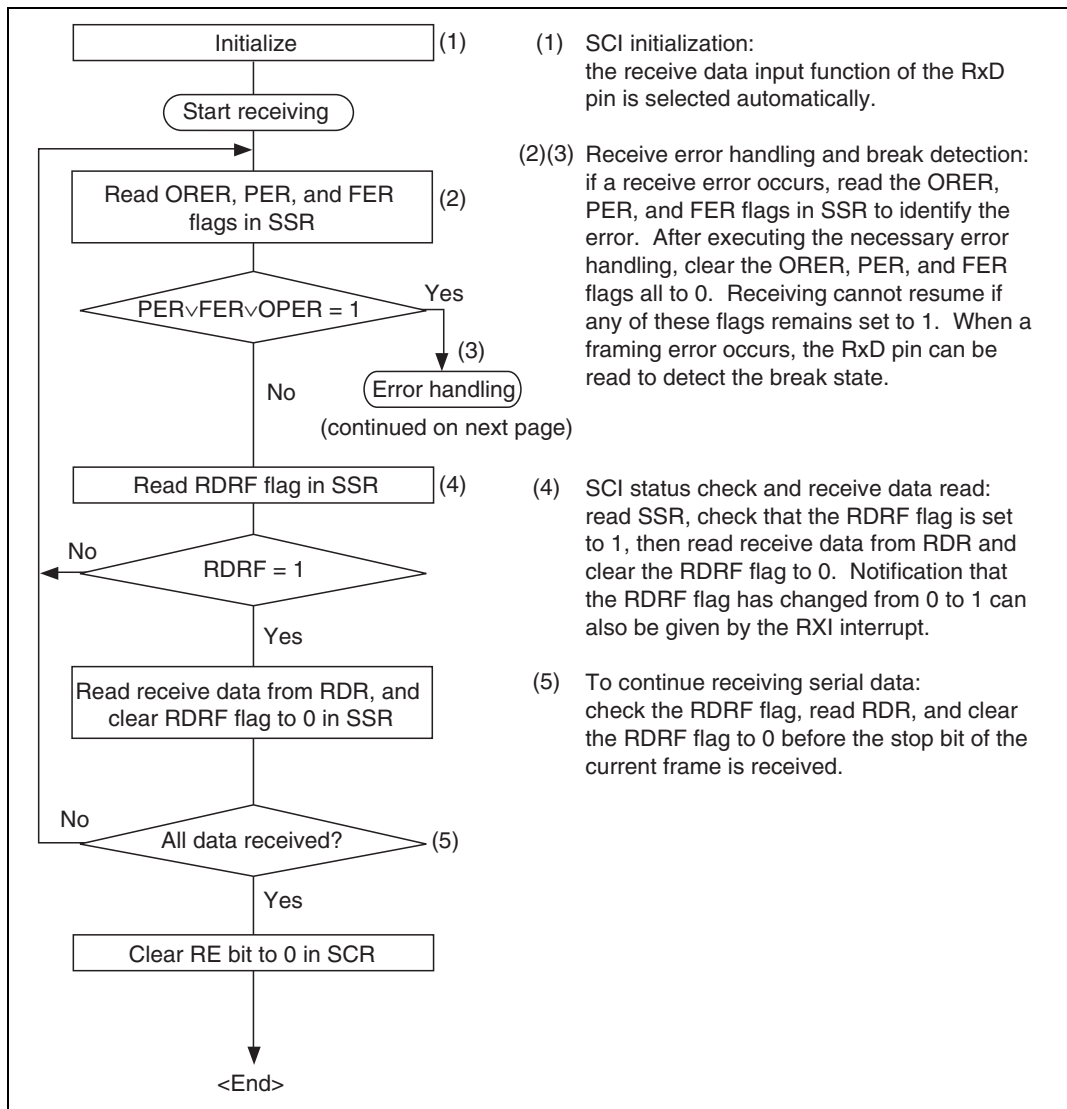 Initialize (1)
Start receiving
Read ORER, PER, and FER
flags in SSR
(2)
PER∨FER∨OPER = 1
Yes
(3)
Error handling
(continued on next page)
No
Read RDRF flag in SSR (4)
No
RDRF = 1
Yes
Read receive data from RDR, and
clear RDRF flag to 0 in SSR
No
All data received? (5)
Yes
Clear RE bit to 0 in SCR
<End>
(1) SCI initialization:
the receive data input function of the RxD
pin is selected automatically.
(2)(3) Receive error handling and break detection:
if a receive error occurs, read the ORER,
PER, and FER flags in SSR to identify the
error. After executing the necessary error
handling, clear the ORER, PER, and FER
flags all to 0. Receiving cannot resume if
any of these flags remains set to 1. When a
framing error occurs, the RxD pin can be
read to detect the break state.
(4) SCI status check and receive data read:
read SSR, check that the RDRF flag is set
to 1, then read receive data from RDR and
clear the RDRF flag to 0. Notification that
the RDRF flag has changed from 0 to 1 can
also be given by the RXI interrupt.
(5) To continue receiving serial data:
check the RDRF flag, read RDR, and clear
the RDRF flag to 0 before the stop bit of the
current frame is received.